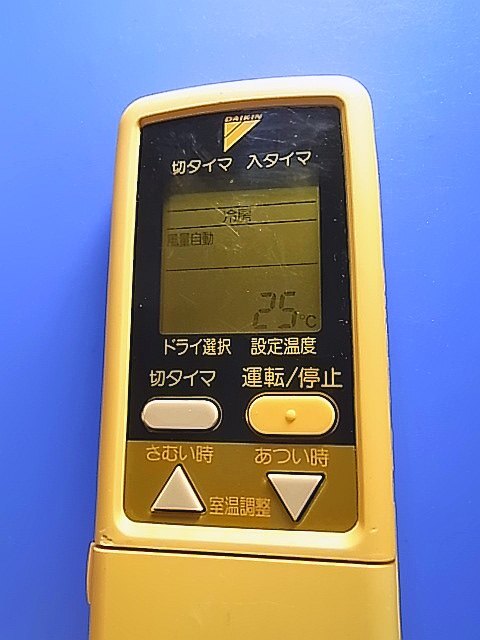 DAIKIN
切タイマ 入タイマ
冷房
風量自動
25°C
ドライ選択 設定温度
切タイマ 運転/停止
さむい時 あつい時
室温調整